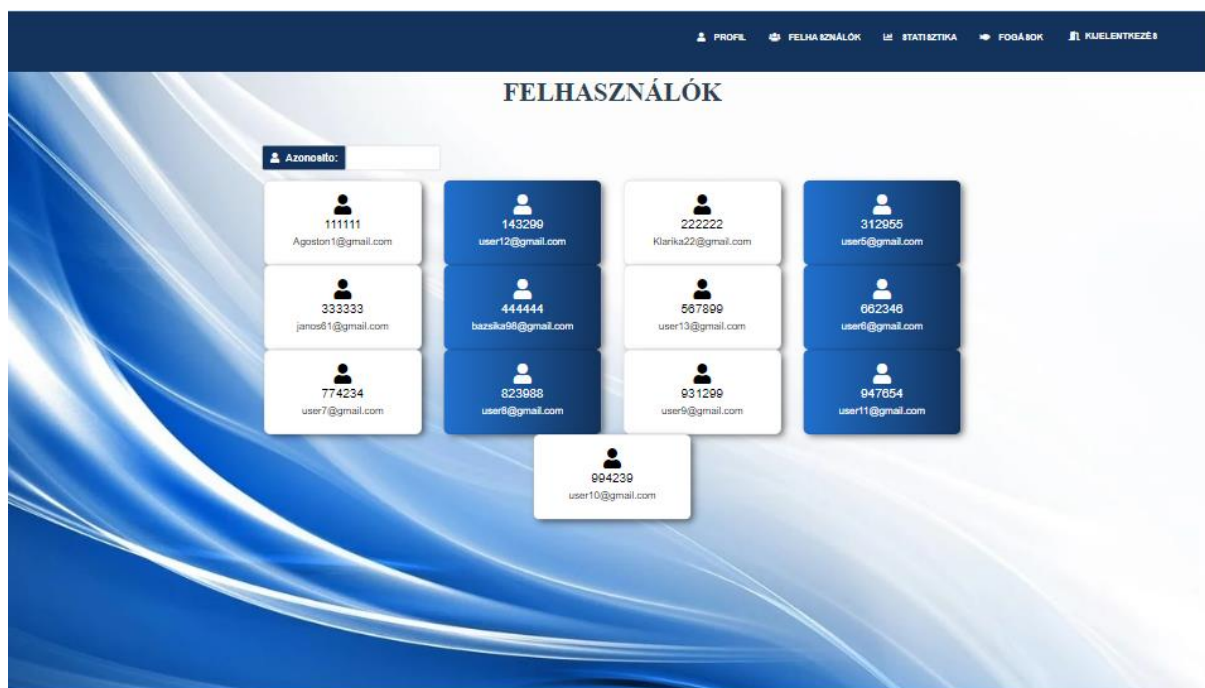 PROFIL FELHASZNÁLÓK STATISZTIKA FOGÁSOK KIJELENTKEZÉS
FELHASZNÁLÓK
Azonosító:
111111
Agoston1@gmail.com
143299
user12@gmail.com
222222
Klarika22@gmail.com
312955
user5@gmail.com
333333
janos61@gmail.com
444444
bazsika98@gmail.com
567899
user13@gmail.com
662346
user6@gmail.com
774234
user7@gmail.com
823988
user8@gmail.com
931299
user9@gmail.com
947654
user11@gmail.com
994239
user10@gmail.com